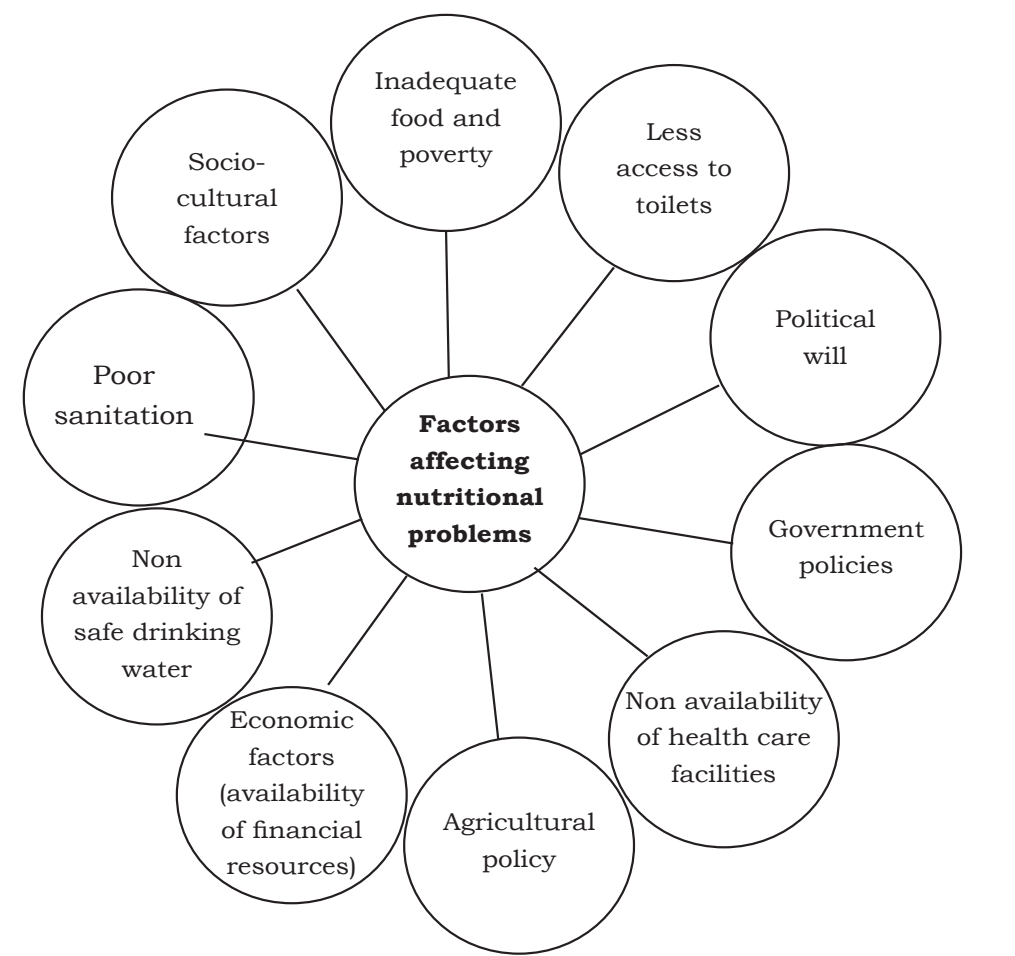 Inadequate
food and
poverty
Less
access to
toilets
Political
will
Government
policies
Non availability
of health care
facilities
Agricultural
policy
Economic
factors
(availability
of financial
resources)
Non
availability of
safe drinking
water
Poor
sanitation
Socio-
cultural
factors
Factors
affecting
nutritional
problems